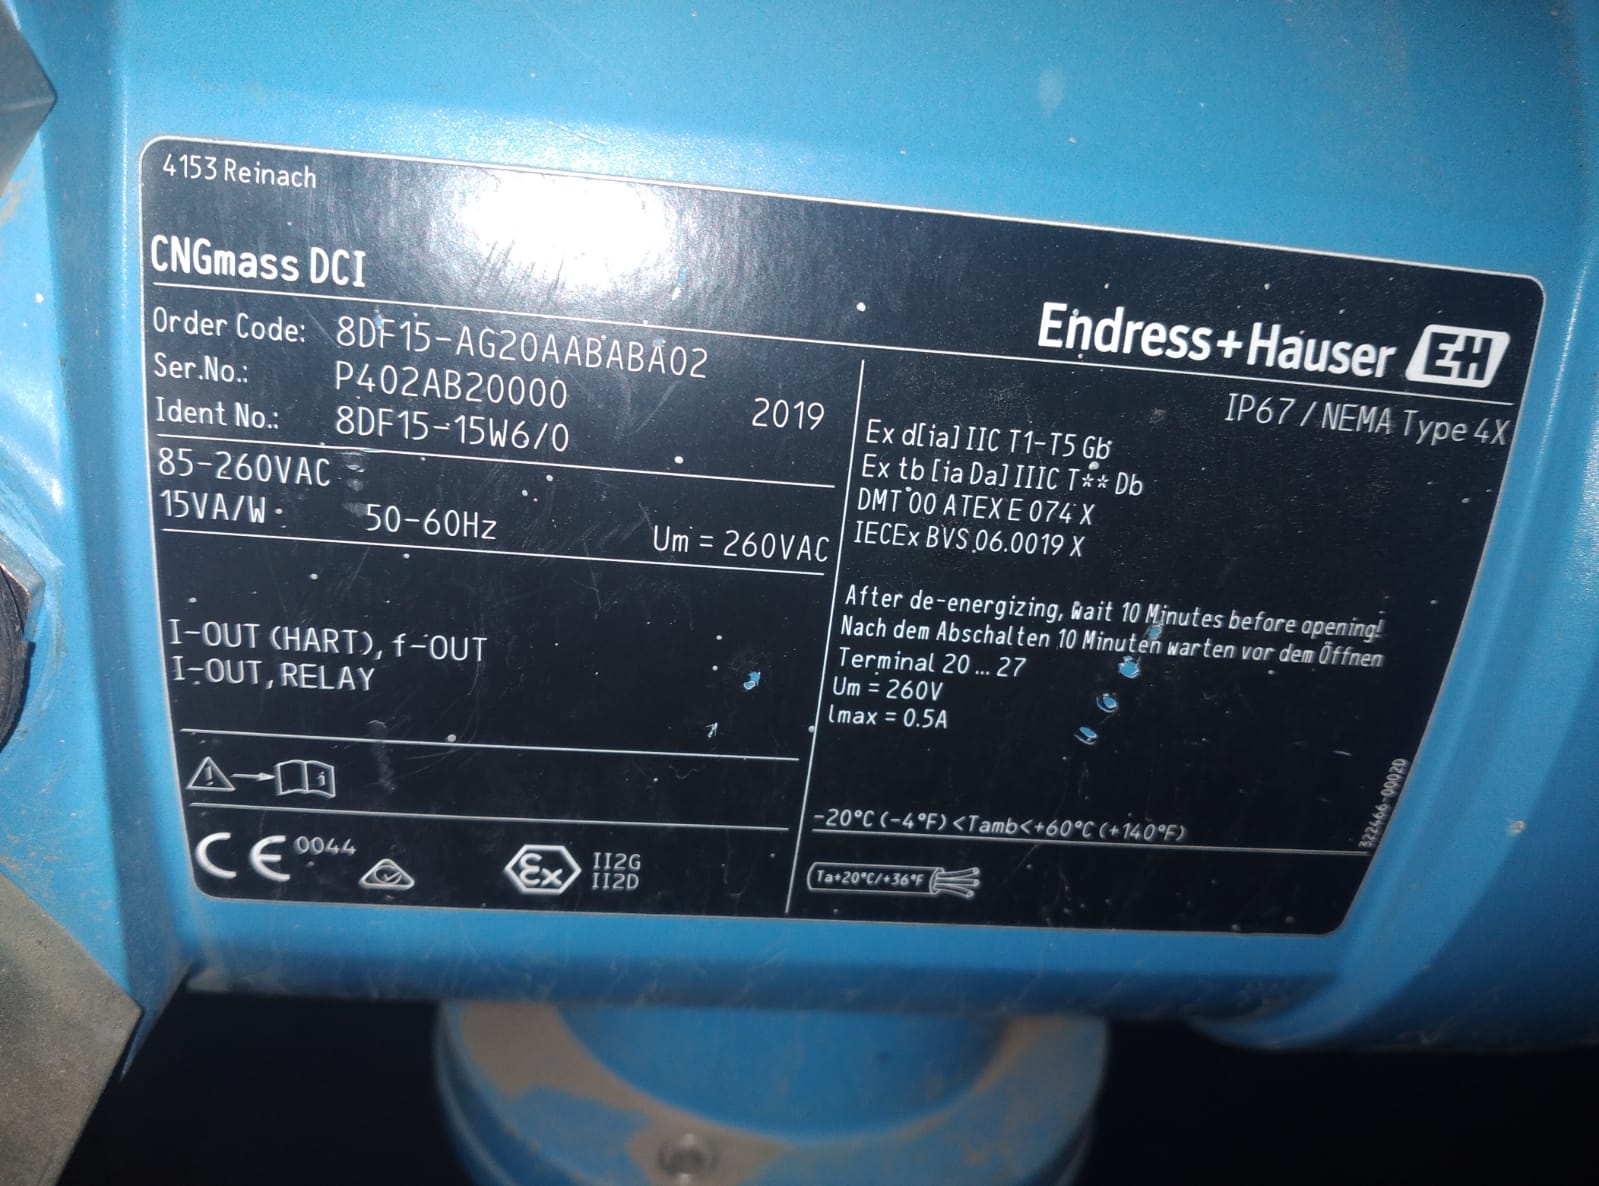 4153 Reinach
CNGmass DCI
Endress+Hauser EH
Order Code: 8DF15-AG20AABABA02
Ser.No.: P402AB20000
Ident No.: 8DF15-15W6/0
2019
85-260VAC
15VA/W 50-60Hz Um = 260VAC
I-OUT (HART), f-OUT
I-OUT, RELAY
i
CE 0044
Ex II2G
II2D
IP67 / NEMA Type 4X
Ex d[ia] IIC T1-T5 Gb
Ex tb [ia Da] IIIC T** Db
DMT 00 ATEX E 074 X
IECEx BVS 06.0019 X
After de-energizing, wait 10 Minutes before opening!
Nach dem Abschalten 10 Minuten warten vor dem Öffnen
Terminal 20 ... 27
Um = 260V
lmax = 0.5A
-20°C (-4°F) <Tamb<+60°C (+140°F)
Ta+20°C/+36°F
322466-0002D